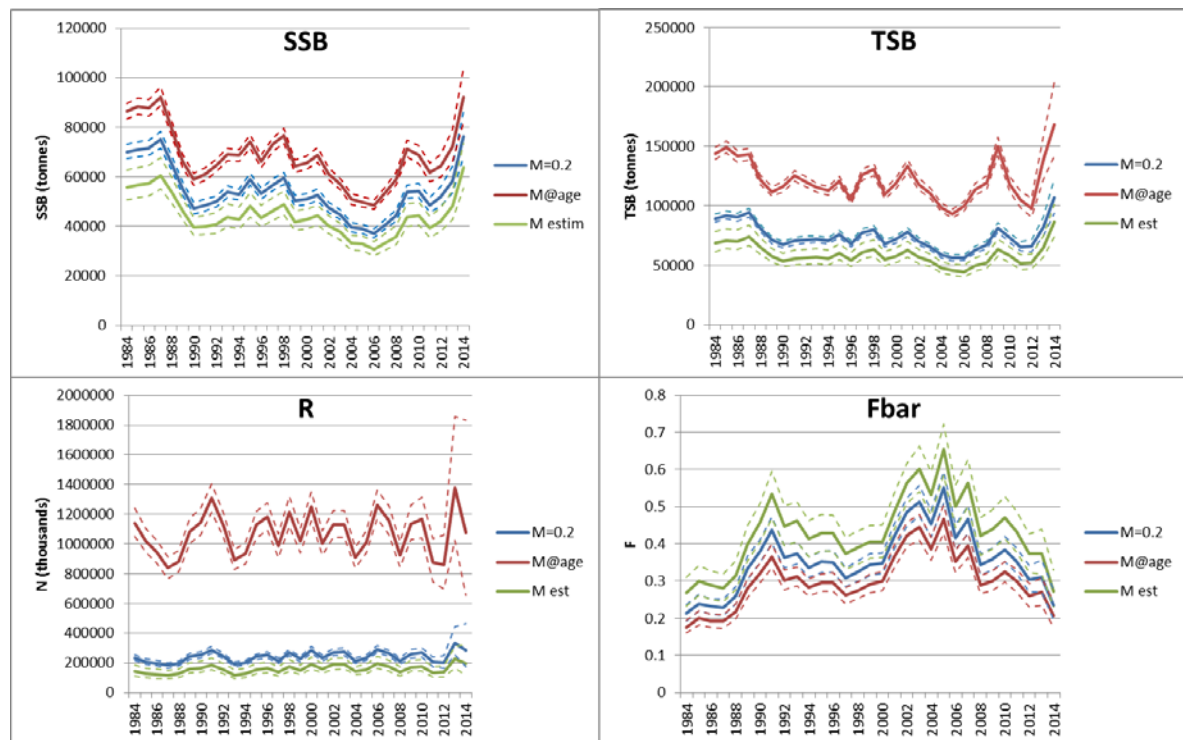 SSB
120000
100000
80000
60000
40000
20000
0
SSB (tonnes)
1984 1986 1987 1988 1990 1992 1994 1996 1998 2000 2002 2004 2006 2008 2010 2012 2014
M=0.2
M@age
M estim
TSB
250000
200000
150000
100000
50000
0
TSB (tonnes)
1984 1986 1988 1990 1992 1994 1996 1998 2000 2002 2004 2006 2008 2010 2012 2014
M=0.2
M@age
M est
R
2000000
1800000
1600000
1400000
1200000
1000000
800000
600000
400000
200000
0
N (thousands)
1984 1986 1988 1990 1992 1994 1996 1998 2000 2002 2004 2006 2008 2010 2012 2014
M=0.2
M@age
M est
Fbar
0.8
0.7
0.6
0.5
0.4
0.3
0.2
0.1
0
F
1984 1986 1988 1990 1992 1994 1996 1998 2000 2002 2004 2006 2008 2010 2012 2014
M=0.2
M@age
M est